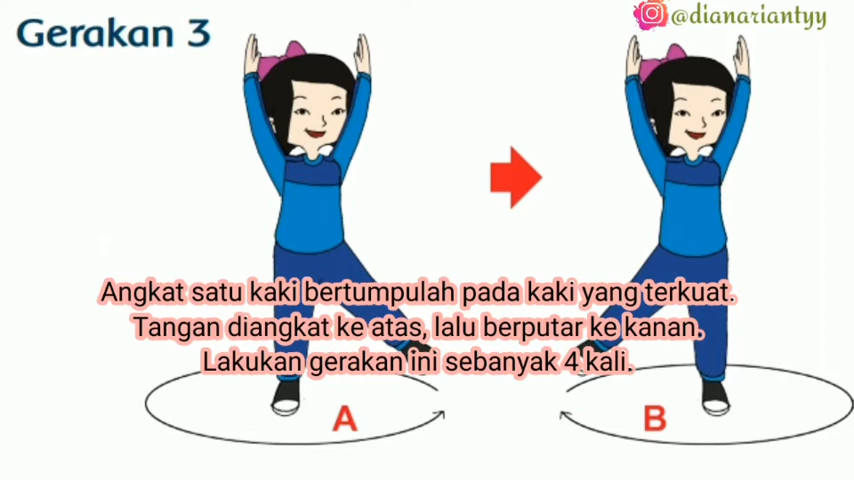 Gerakan 3
@dianariantyy
Angkat satu kaki bertumpulah pada kaki yang terkuat.
Tangan diangkat ke atas, lalu berputar ke kanan.
Lakukan gerakan ini sebanyak 4 kali.
A
B